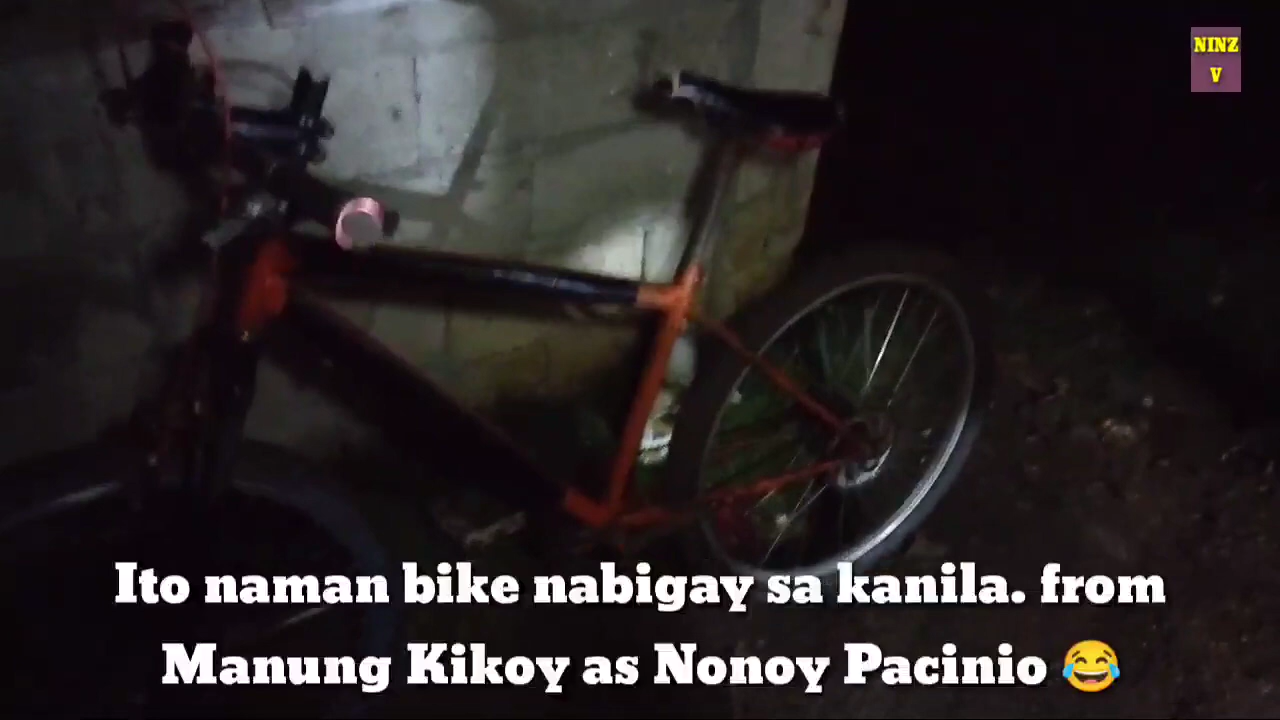 NINZ
V
Ito naman bike nabigay sa kanila. from
Manung Kikoy as Nonoy Pacinio 😂